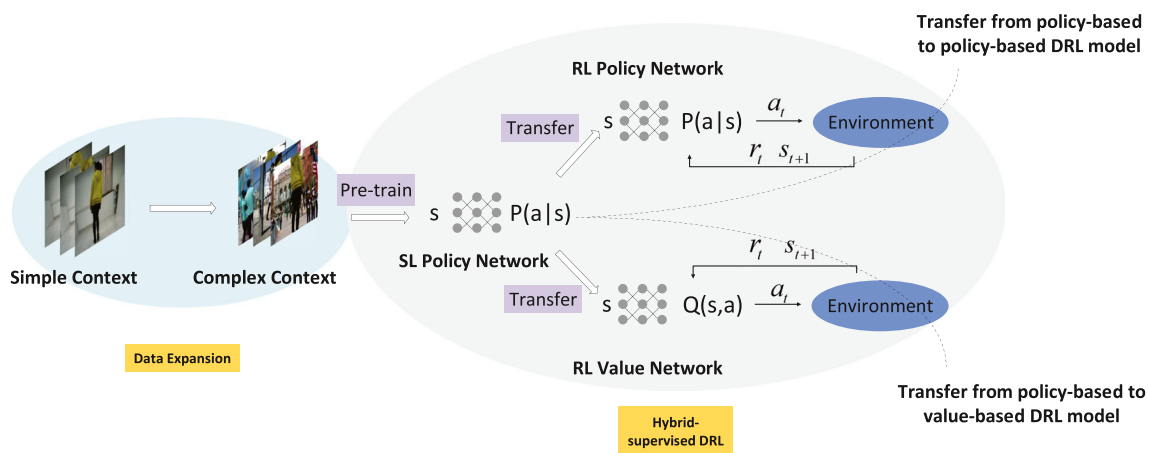 Transfer from policy-based
to policy-based DRL model
RL Policy Network
Transfer
s
P(a|s)
a_t
Environment
r_t s_{t+1}
Pre-train
s
P(a|s)
SL Policy Network
Simple Context
Complex Context
r_t s_{t+1}
Transfer
s
Q(s,a)
a_t
Environment
RL Value Network
Data Expansion
Transfer from policy-based to
value-based DRL model
Hybrid-
supervised DRL